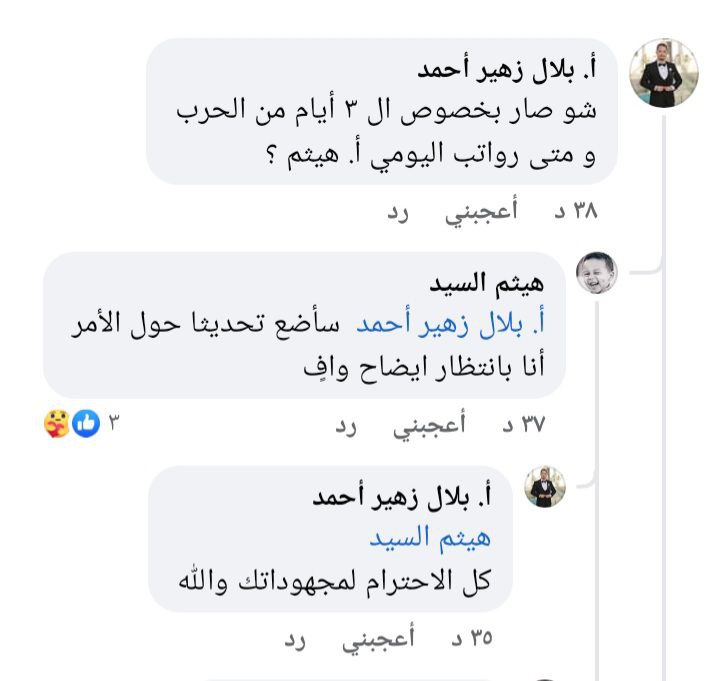 أ. بلال زهير أحمد
شو صار بخصوص ال ٣ أيام من الحرب
و متى رواتب اليومي أ. هيثم ؟
٣٨ د أعجبني رد
هيثم السيد
أ. بلال زهير أحمد سأضع تحديثا حول الأمر
أنا بانتظار ايضاح وافٍ
٣٧ د أعجبني رد ٣
أ. بلال زهير أحمد
هيثم السيد
كل الاحترام لمجهوداتك والله
٣٥ د أعجبني رد